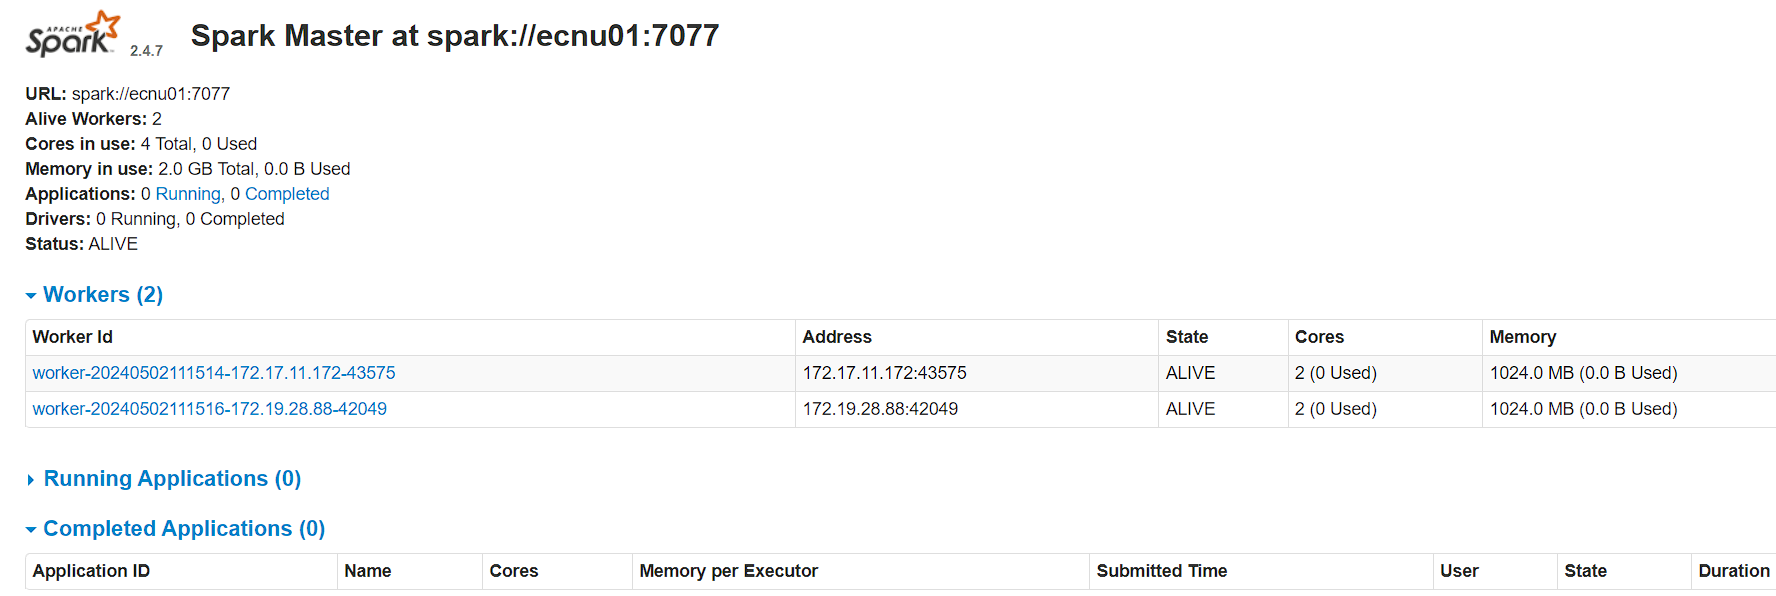 APACHE Spark 2.4.7 Spark Master at spark://ecnu01:7077
URL: spark://ecnu01:7077
Alive Workers: 2
Cores in use: 4 Total, 0 Used
Memory in use: 2.0 GB Total, 0.0 B Used
Applications: 0 Running, 0 Completed
Drivers: 0 Running, 0 Completed
Status: ALIVE
Workers (2)
Worker Id Address State Cores Memory
worker-20240502111514-172.17.11.172-43575 172.17.11.172:43575 ALIVE 2 (0 Used) 1024.0 MB (0.0 B Used)
worker-20240502111516-172.19.28.88-42049 172.19.28.88:42049 ALIVE 2 (0 Used) 1024.0 MB (0.0 B Used)
Running Applications (0)
Completed Applications (0)
Application ID Name Cores Memory per Executor Submitted Time User State Duration